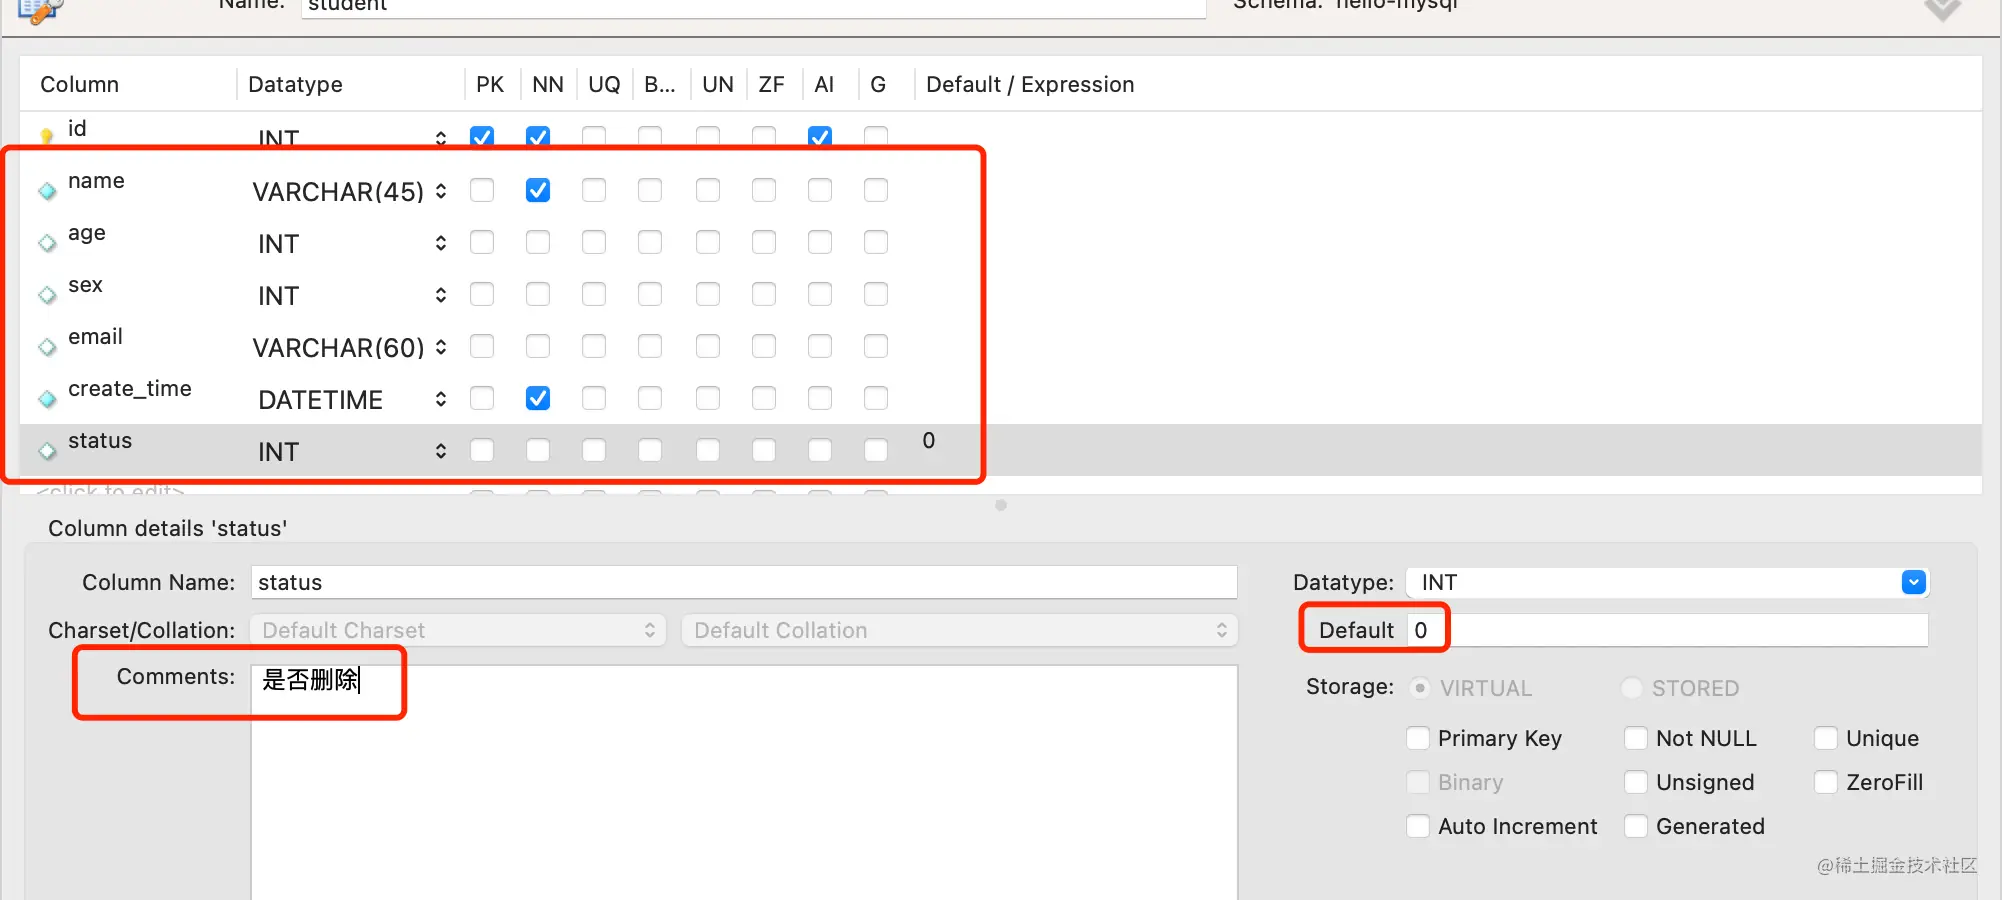 Name: student Schema: hello-mysql
Column Datatype PK NN UQ B... UN ZF AI G Default / Expression
id INT
name VARCHAR(45)
age INT
sex INT
email VARCHAR(60)
create_time DATETIME
status INT 0
<click to edit>
Column details 'status'
Column Name: status Datatype: INT
Charset/Collation: Default Charset Default Collation Default 0
Comments: 是否删除 Storage: VIRTUAL STORED
Primary Key Not NULL Unique
Binary Unsigned ZeroFill
Auto Increment Generated
@稀土掘金技术社区